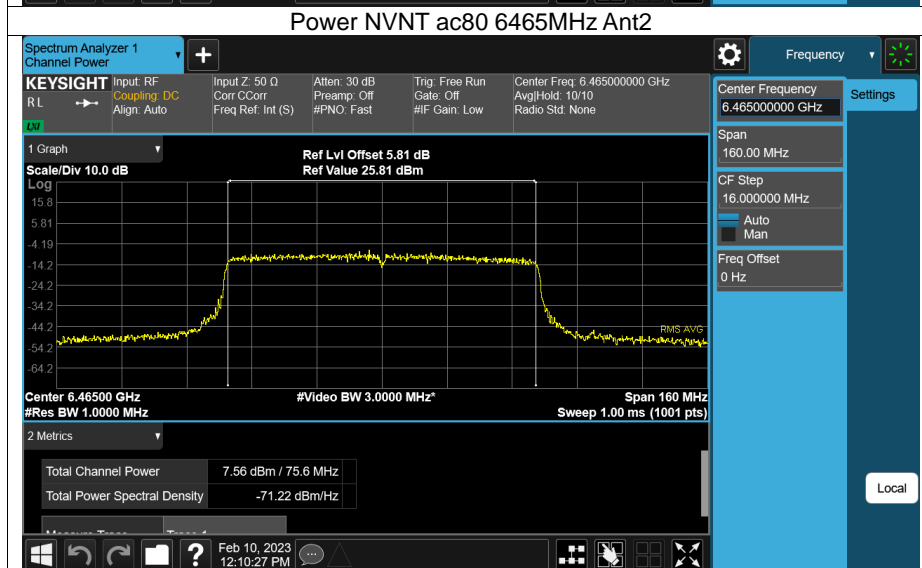 Power NVNT ac80 6465MHz Ant2
Spectrum Analyzer 1
Channel Power
+
Frequency
KEYSIGHT
RL
LXI
Input: RF
Coupling: DC
Align: Auto
Input Z: 50 Ω
Corr CCorr
Freq Ref: Int (S)
Atten: 30 dB
Preamp: Off
#PNO: Fast
Trig: Free Run
Gate: Off
#IF Gain: Low
Center Freq: 6.465000000 GHz
Avg|Hold: 10/10
Radio Std: None
Center Frequency
6.465000000 GHz
Settings
Span
160.00 MHz
CF Step
16.000000 MHz
Auto
Man
Freq Offset
0 Hz
1 Graph
Scale/Div 10.0 dB
Ref Lvl Offset 5.81 dB
Ref Value 25.81 dBm
Log
15.8
5.81
-4.19
-14.2
-24.2
-34.2
-44.2
-54.2
-64.2
RMS AVG
Center 6.46500 GHz
#Video BW 3.0000 MHz*
Span 160 MHz
#Res BW 1.0000 MHz
Sweep 1.00 ms (1001 pts)
2 Metrics
Total Channel Power 7.56 dBm / 75.6 MHz
Total Power Spectral Density -71.22 dBm/Hz
Local
?
Feb 10, 2023
12:10:27 PM